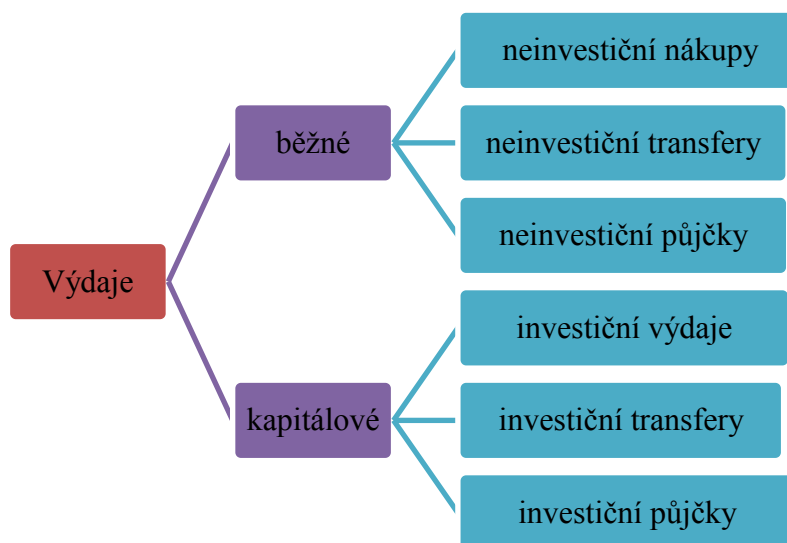 Výdaje
běžné
neinvestiční nákupy
neinvestiční transfery
neinvestiční půjčky
kapitálové
investiční výdaje
investiční transfery
investiční půjčky